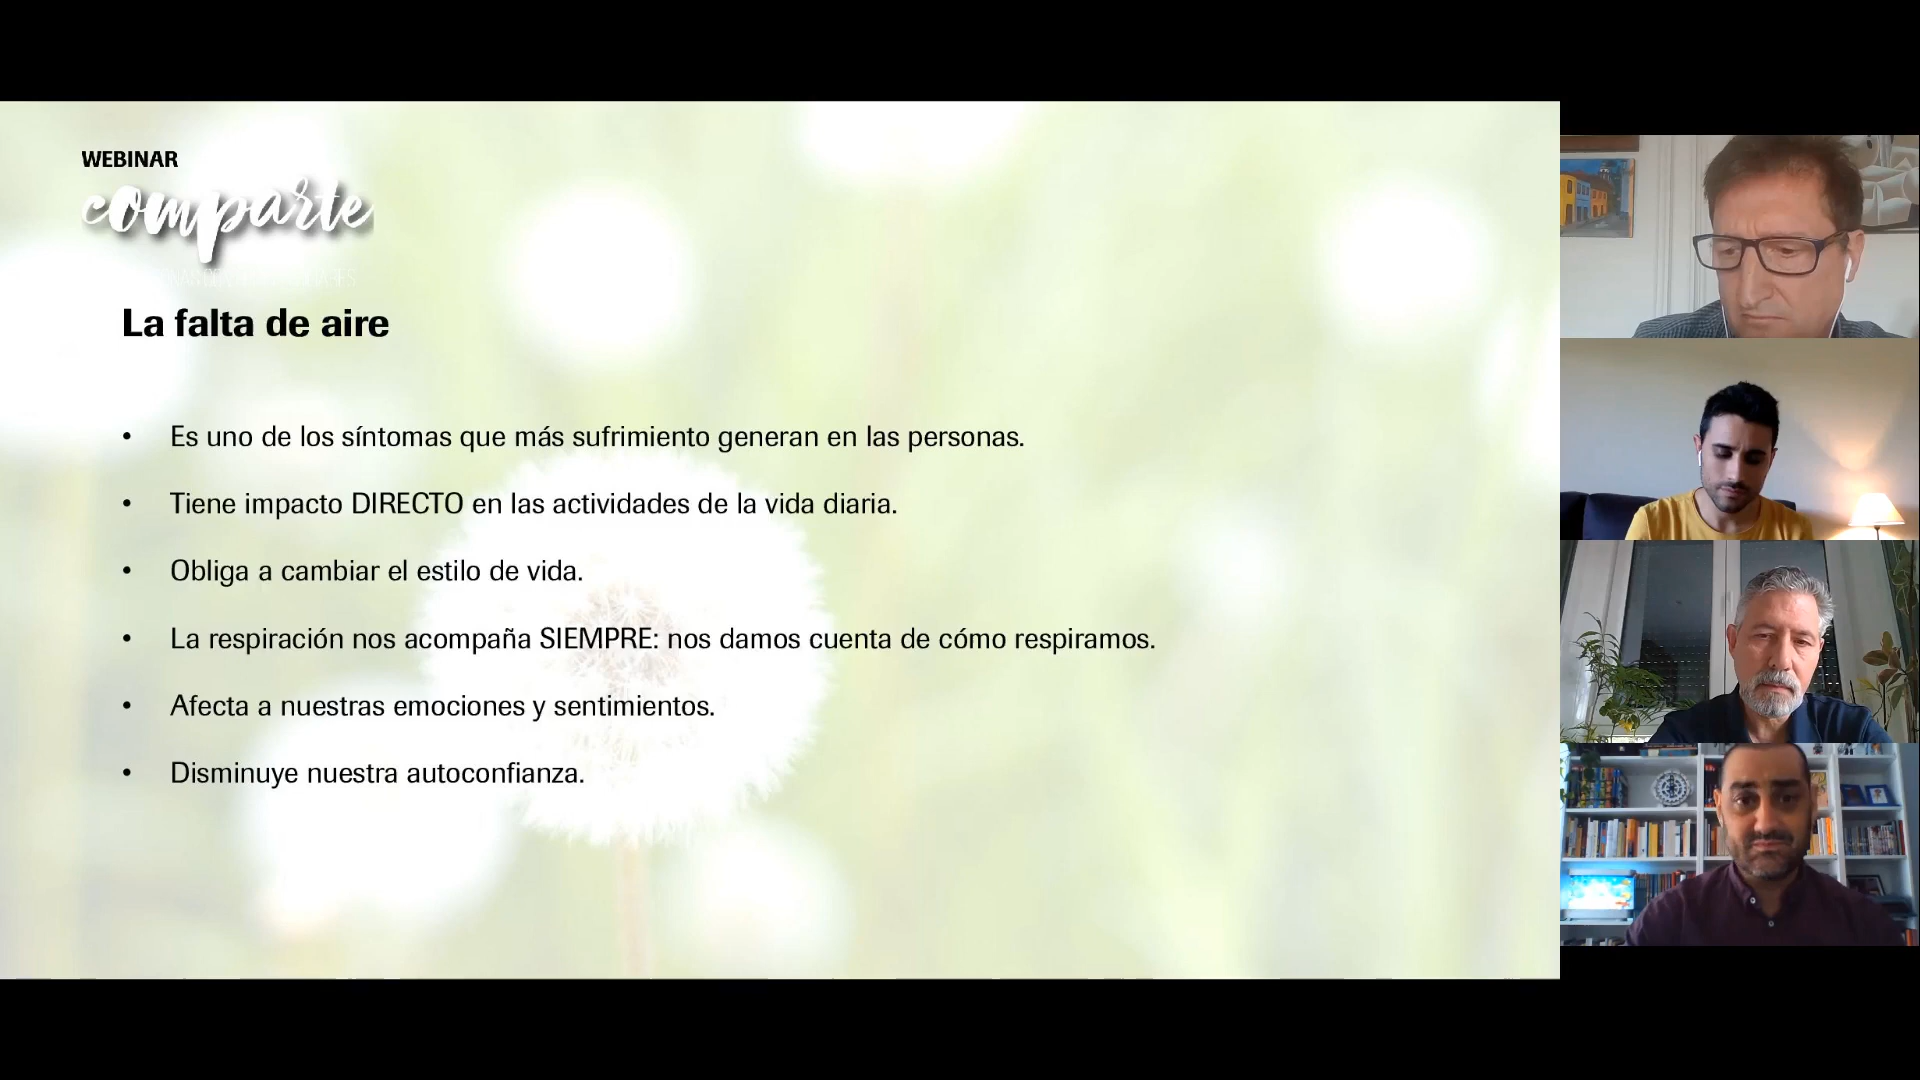 WEBINAR
comparte
La falta de aire
• Es uno de los síntomas que más sufrimiento generan en las personas.
• Tiene impacto DIRECTO en las actividades de la vida diaria.
• Obliga a cambiar el estilo de vida.
• La respiración nos acompaña SIEMPRE: nos damos cuenta de cómo respiramos.
• Afecta a nuestras emociones y sentimientos.
• Disminuye nuestra autoconfianza.